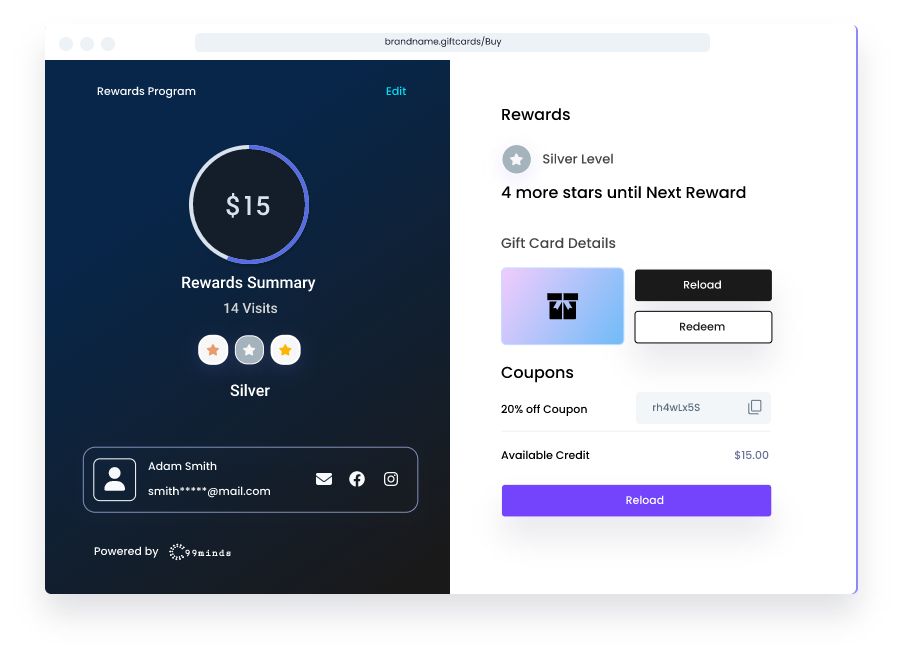 brandname.giftcards/Buy
Rewards Program
Edit
$15
Rewards Summary
14 Visits
Silver
Adam Smith
smith*****@mail.com
Powered by 99minds
Rewards
Silver Level
4 more stars until Next Reward
Gift Card Details
Reload
Redeem
Coupons
20% off Coupon
rh4wLx5S
Available Credit
$15.00
Reload